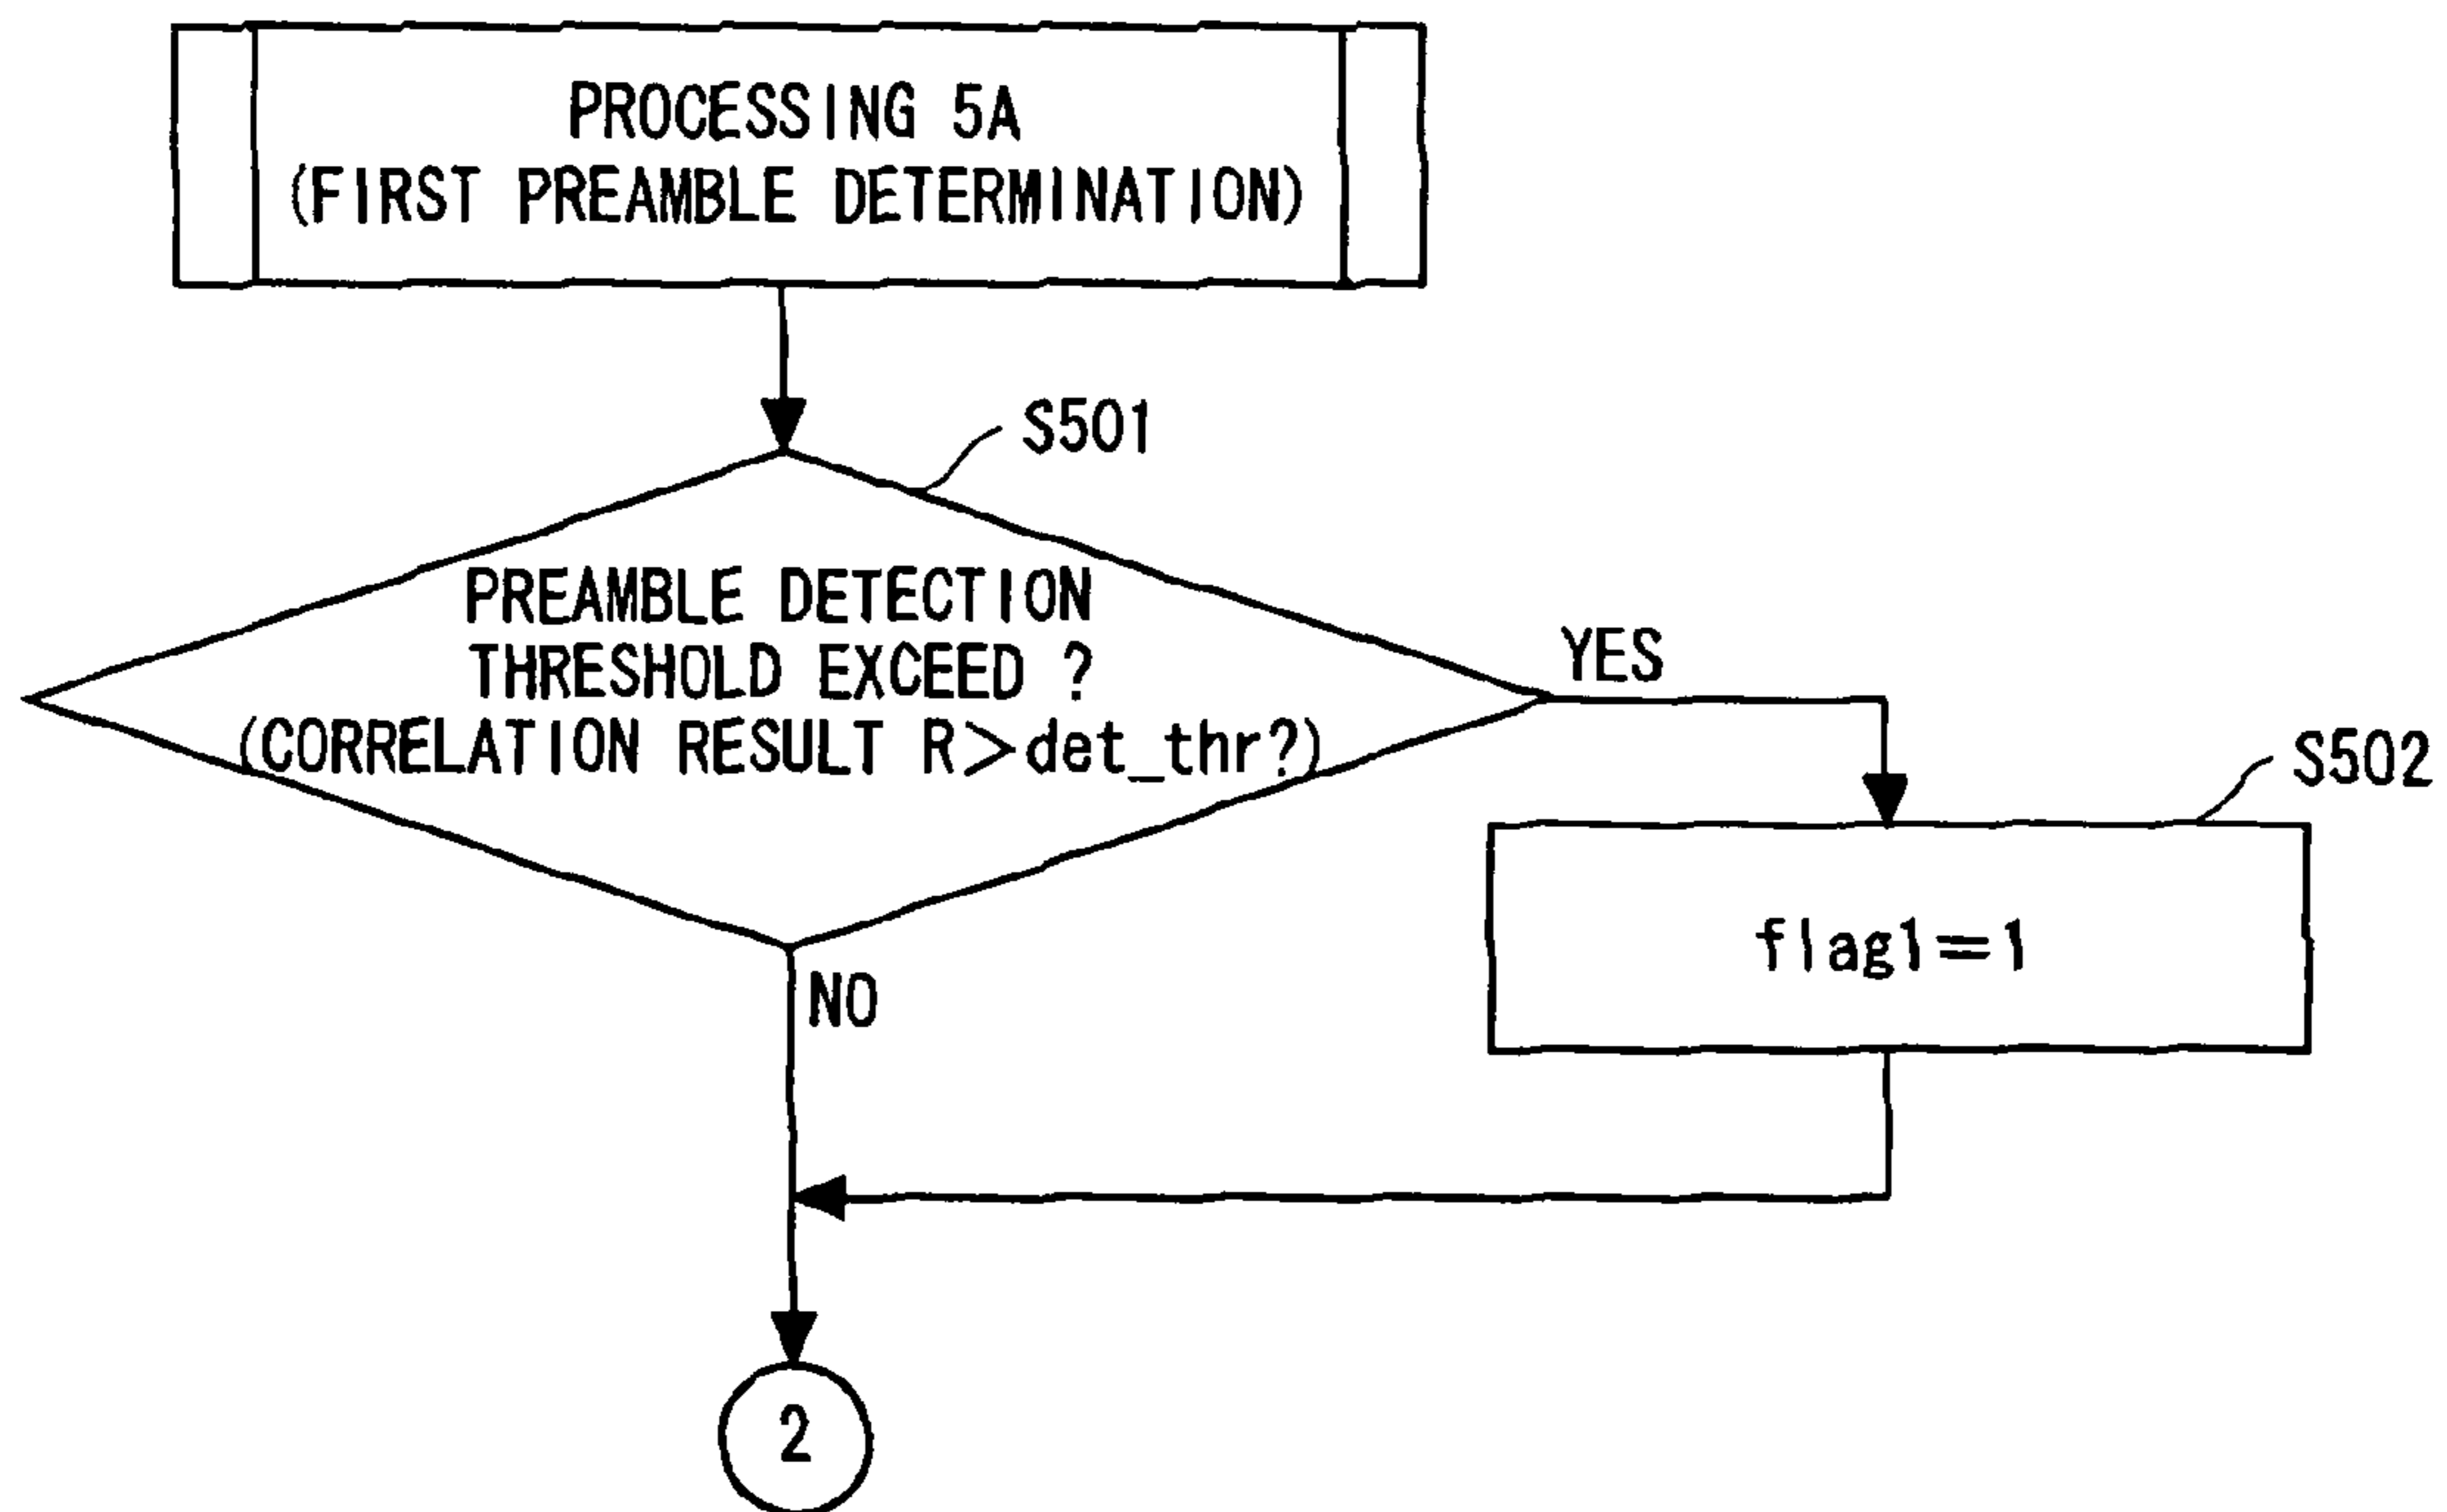 PROCESSING 5A
(FIRST PREAMBLE DETERMINATION)
S501
PREAMBLE DETECTION
THRESHOLD EXCEED ?
(CORRELATION RESULT R>det_thr?)
YES
S502
flag1=1
NO
2